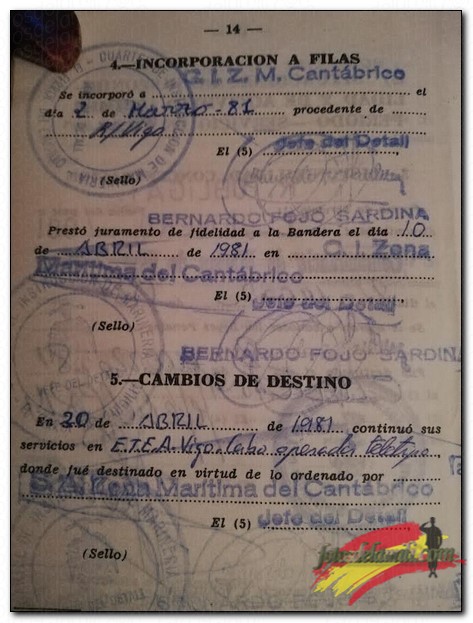 — 14 —
4.—INCORPORACION A FILAS
C. I. Z. M. Cantábrico
Se incorporó a el
día 2 de Marzo - 81 procedente de
R/ Vigo
El (5) Jefe del Detall
(Sello)
BERNARDO FOJO SARDINA
Prestó juramento de fidelidad a la Bandera el día 10
de ABRIL de 1981 en C. I. Zona
Marítima del Cantábrico
El (5) Jefe del Detall
(Sello)
BERNARDO FOJO SARDINA
5.—CAMBIOS DE DESTINO
En 20 de ABRIL de 1981 continuó sus
servicios en E.T.E.A. Vigo. Cabo operador teletipo
donde fué destinado en virtud de lo ordenado por
S. A. Zona Marítima del Cantábrico
El (5) Jefe del Detall
(Sello)